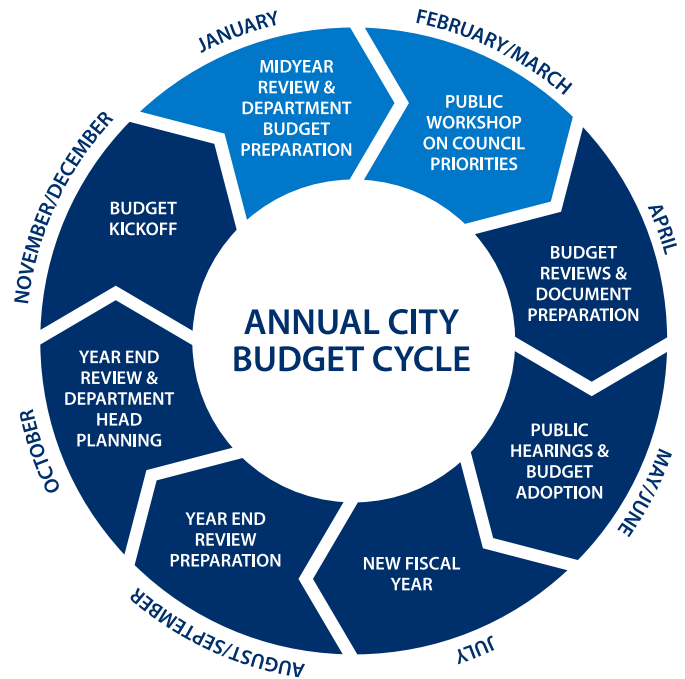 ANNUAL CITY
BUDGET CYCLE
JANUARY
MIDYEAR
REVIEW &
DEPARTMENT
BUDGET
PREPARATION
FEBRUARY/MARCH
PUBLIC
WORKSHOP
ON COUNCIL
PRIORITIES
APRIL
BUDGET
REVIEWS &
DOCUMENT
PREPARATION
MAY/JUNE
PUBLIC
HEARINGS &
BUDGET
ADOPTION
JULY
NEW FISCAL
YEAR
AUGUST/SEPTEMBER
YEAR END
REVIEW
PREPARATION
OCTOBER
YEAR END
REVIEW &
DEPARTMENT
HEAD
PLANNING
NOVEMBER/DECEMBER
BUDGET
KICKOFF